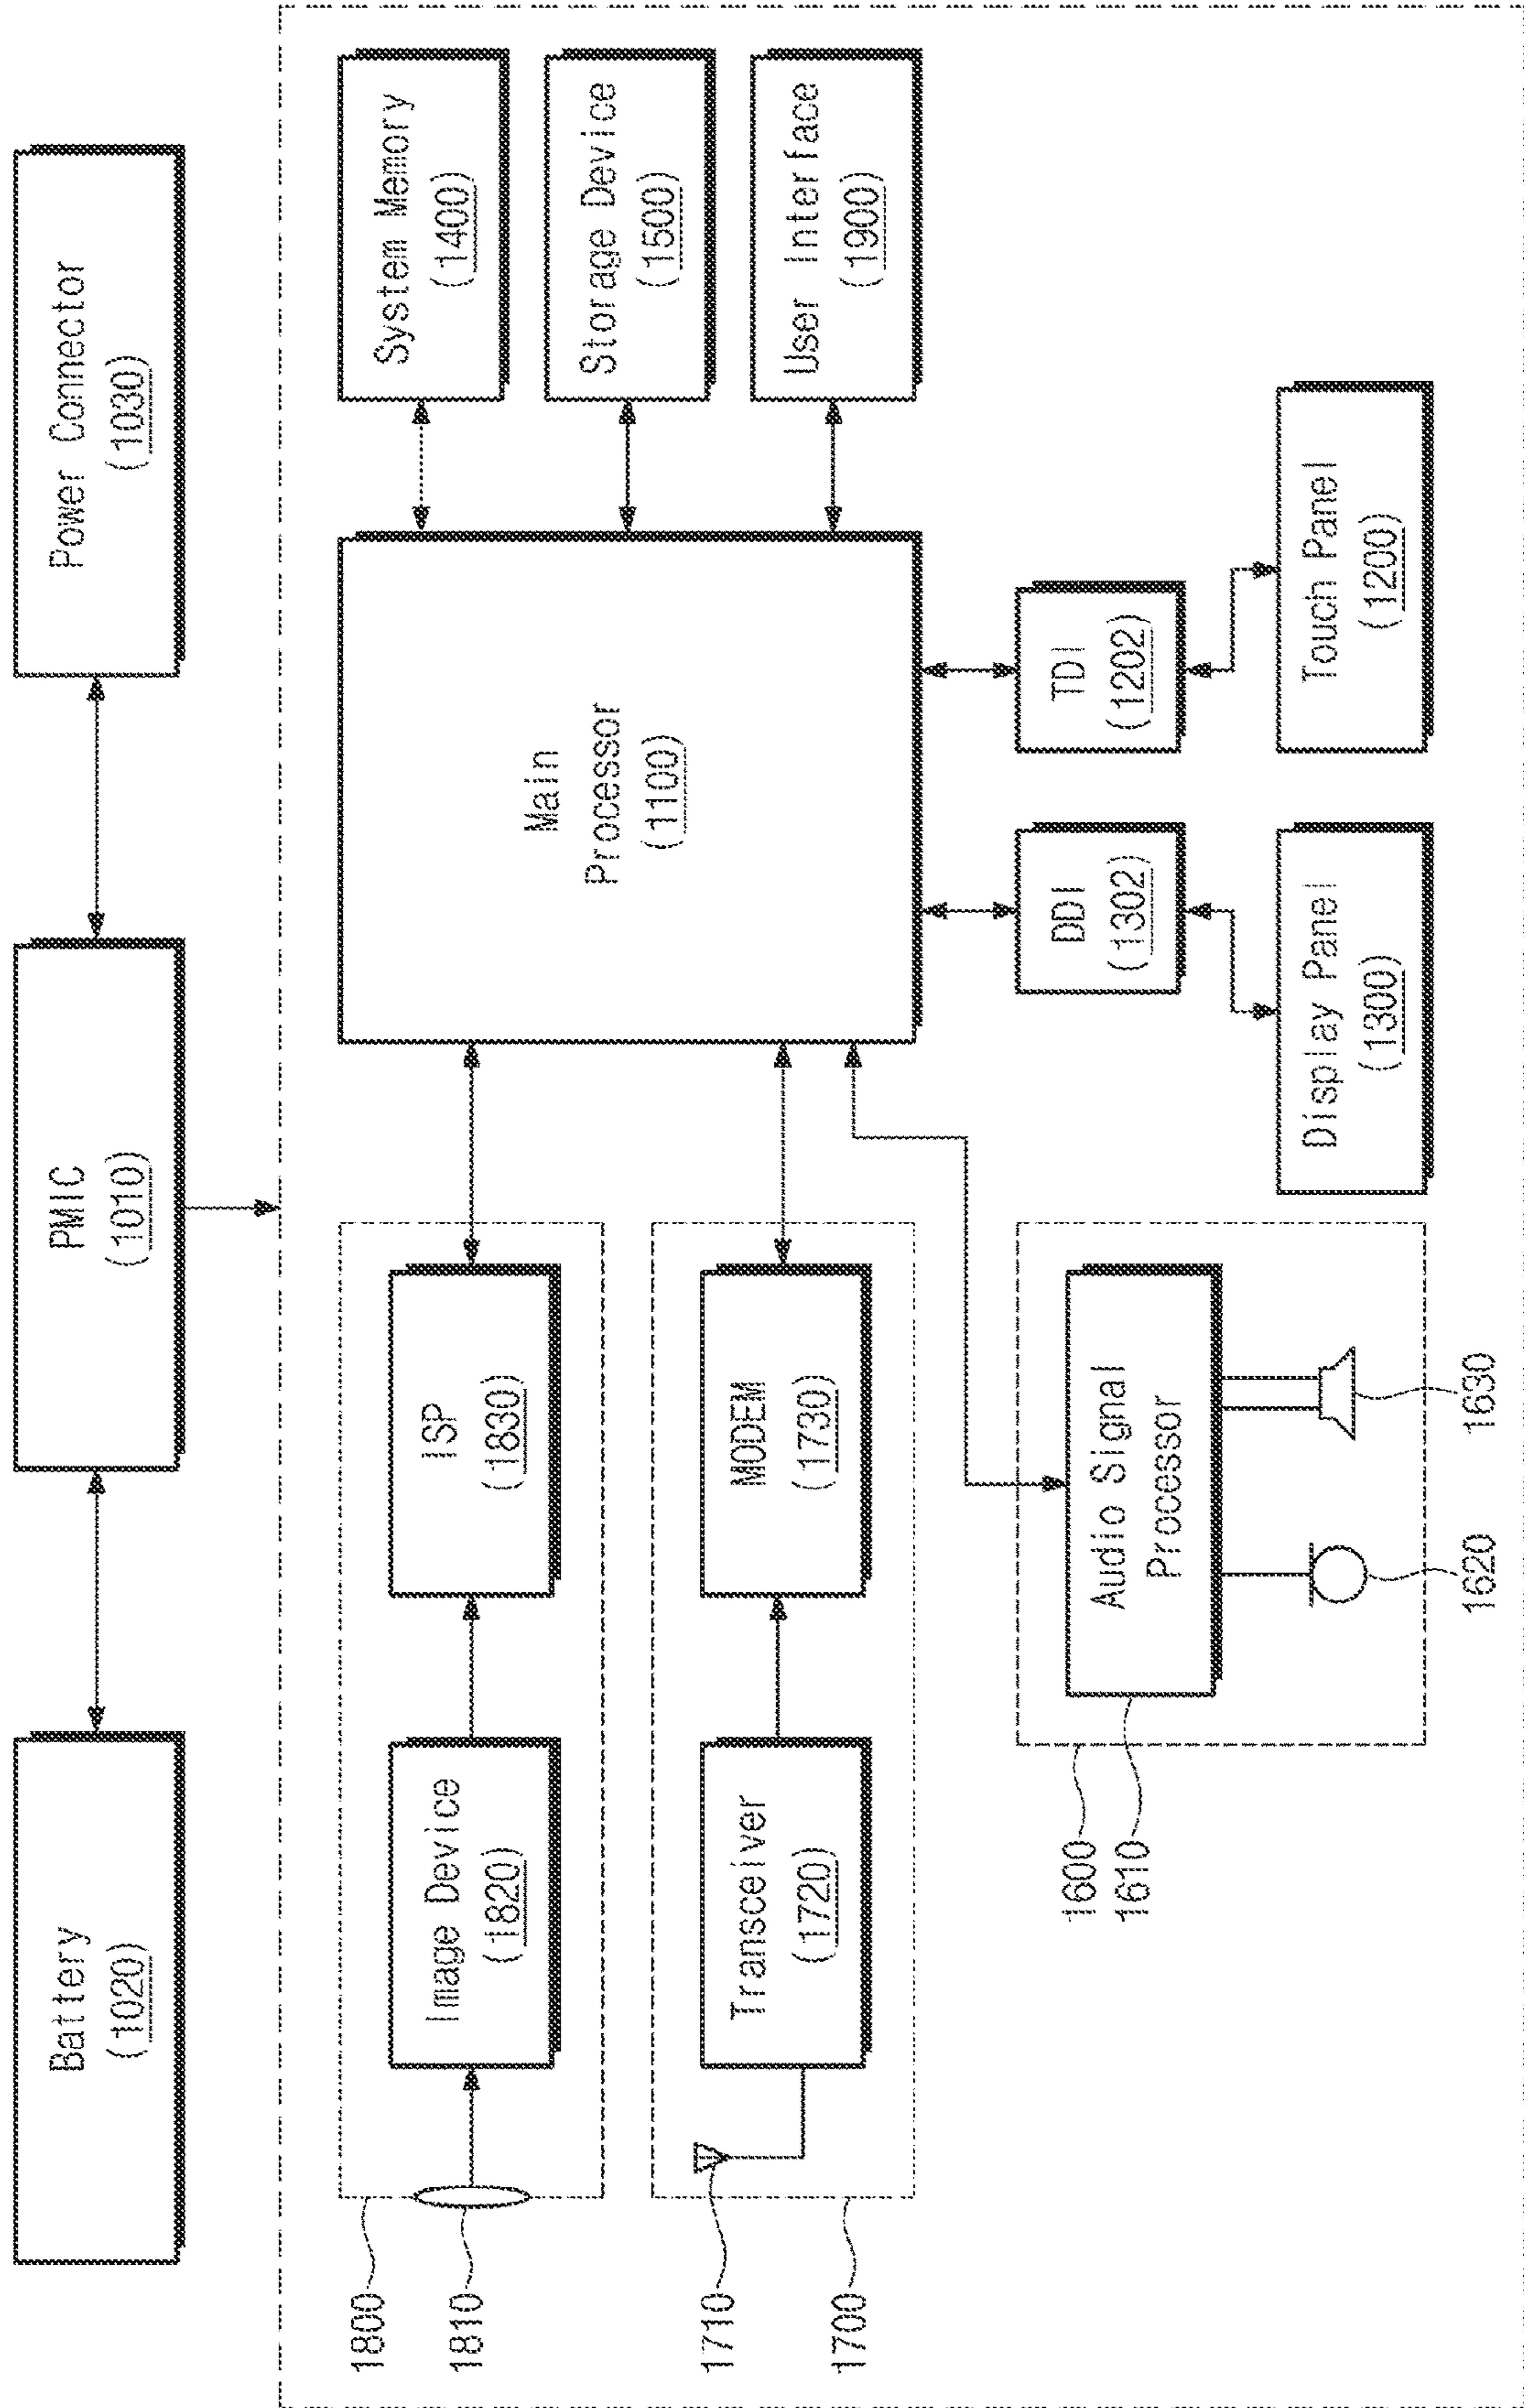 Battery
(1020)
PMIC
(1010)
Power Connector
(1030)
1800
1810
Image Device
(1820)
ISP
(1830)
Main
Processor
(1100)
System Memory
(1400)
Storage Device
(1500)
User Interface
(1900)
1710
1700
Transceiver
(1720)
MODEM
(1730)
1600
1610
Audio Signal
Processor
1620
1630
DDI
(1302)
TDI
(1202)
Display Panel
(1300)
Touch Panel
(1200)